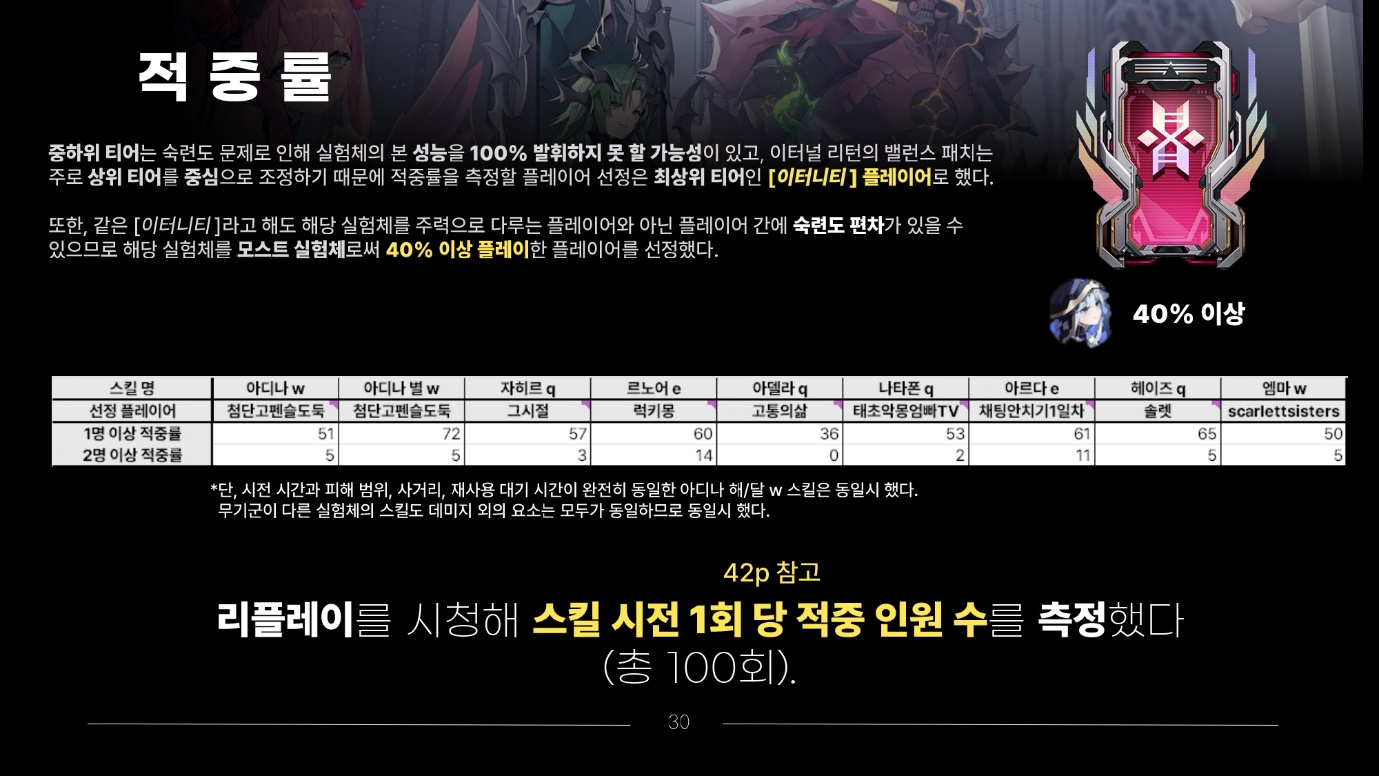 적중률
중하위 티어는 숙련도 문제로 인해 실험체의 본 성능을 100% 발휘하지 못 할 가능성이 있고, 이터널 리턴의 밸런스 패치는
주로 상위 티어를 중심으로 조정하기 때문에 적중률을 측정할 플레이어 선정은 최상위 티어인 [이터니티] 플레이어로 했다.
또한, 같은 [이터니티]라고 해도 해당 실험체를 주력으로 다루는 플레이어와 아닌 플레이어 간에 숙련도 편차가 있을 수
있으므로 해당 실험체를 모스트 실험체로써 40% 이상 플레이한 플레이어를 선정했다.
40% 이상
스킬 명 아디나 w 아디나 별 w 자히르 q 르노어 e 아델라 q 나타폰 q 아르다 e 헤이즈 q 엠마 w
선정 플레이어 첨단고펜슬도둑 첨단고펜슬도둑 그시절 럭키몽 고통의삶 태초악몽엄빠TV 채팅안치기1일차 솔렛 scarlettsisters
1명 이상 적중률 51 72 57 60 36 53 61 65 50
2명 이상 적중률 5 5 3 14 0 2 11 5 5
*단, 시전 시간과 피해 범위, 사거리, 재사용 대기 시간이 완전히 동일한 아디나 해/달 w 스킬은 동일시 했다.
무기군이 다른 실험체의 스킬도 데미지 외의 요소는 모두가 동일하므로 동일시 했다.
42p 참고
리플레이를 시청해 스킬 시전 1회 당 적중 인원 수를 측정했다
(총 100회).
30